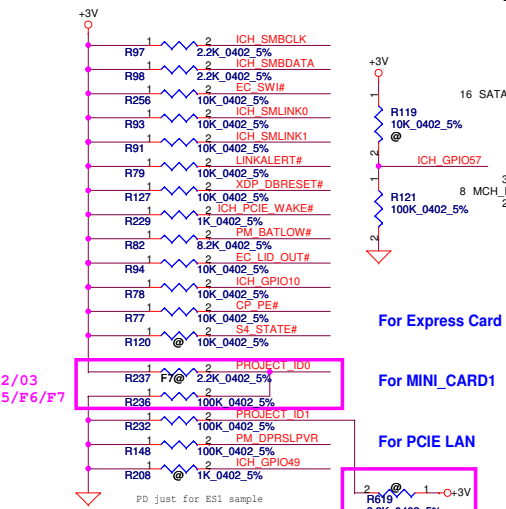 +3V
1 2 ICH_SMBCLK
R97 2.2K_0402_5%
1 2 ICH_SMBDATA
R98 2.2K_0402_5%
1 2 EC_SWI#
R256 10K_0402_5%
1 2 ICH_SMLINK0
R93 10K_0402_5%
1 2 ICH_SMLINK1
R91 10K_0402_5%
1 2 LINKALERT#
R79 10K_0402_5%
1 2 XDP_DBRESET#
R127 10K_0402_5%
1 2 ICH_PCIE_WAKE#
R229 1K_0402_5%
1 2 PM_BATLOW#
R82 8.2K_0402_5%
1 2 EC_LID_OUT#
R94 10K_0402_5%
1 2 ICH_GPIO10
R78 10K_0402_5%
1 2 CP_PE#
R77 10K_0402_5%
1 2 S4_STATE#
R120 @ 10K_0402_5%
1 2 PROJECT_ID0
R237 F7@ 2.2K_0402_5%
1 2
R236 100K_0402_5%
1 2 PROJECT_ID1
R232 100K_0402_5%
1 2 PM_DPRSLPVR
R148 100K_0402_5%
1 2 ICH_GPIO49
R208 @ 1K_0402_5%
PD just for ES1 sample
2/03
5/F6/F7
+3V
1
R119
10K_0402_5%
@
2
ICH_GPIO57
1
R121
100K_0402_5%
2
16 SATA
8 MCH_
For Express Card
For MINI_CARD1
For PCIE LAN
2 @ 1 +3V
R619